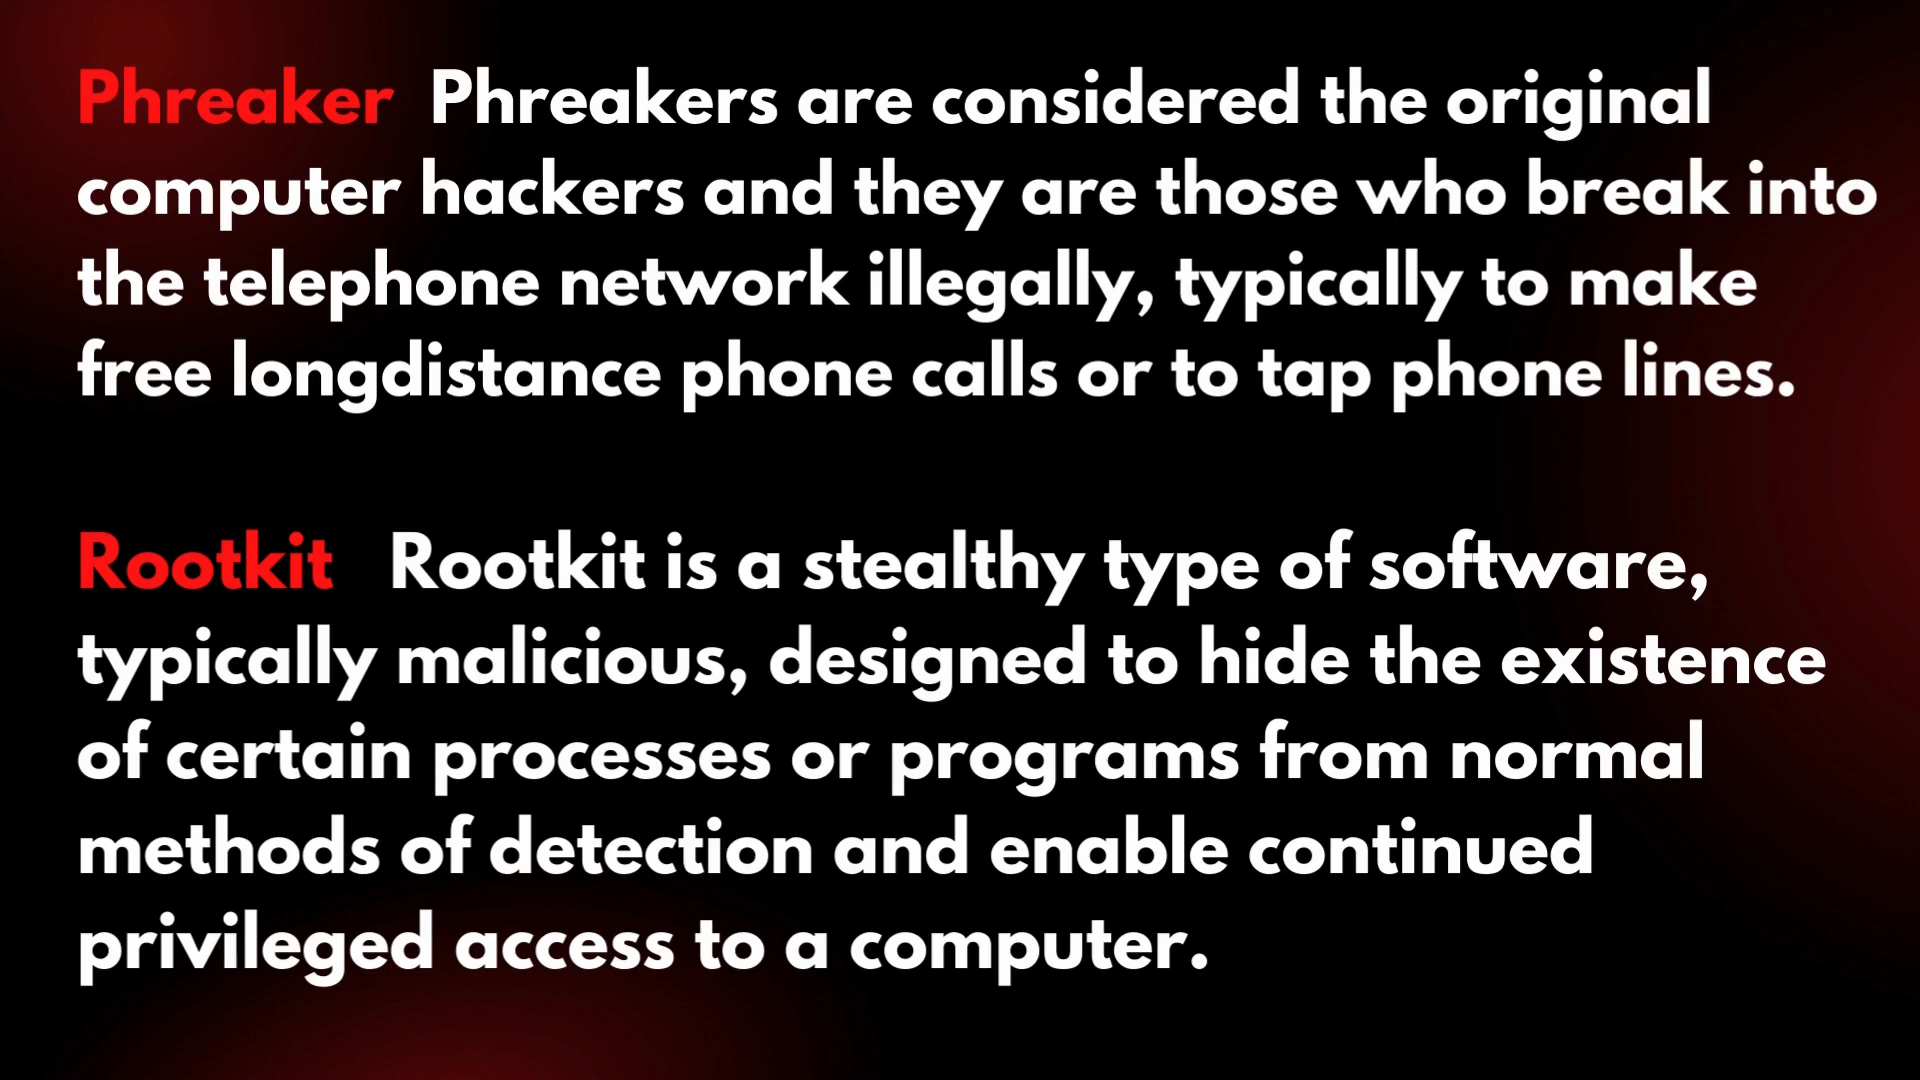 Phreaker Phreakers are considered the original
computer hackers and they are those who break into
the telephone network illegally, typically to make
free longdistance phone calls or to tap phone lines.
Rootkit Rootkit is a stealthy type of software,
typically malicious, designed to hide the existence
of certain processes or programs from normal
methods of detection and enable continued
privileged access to a computer.